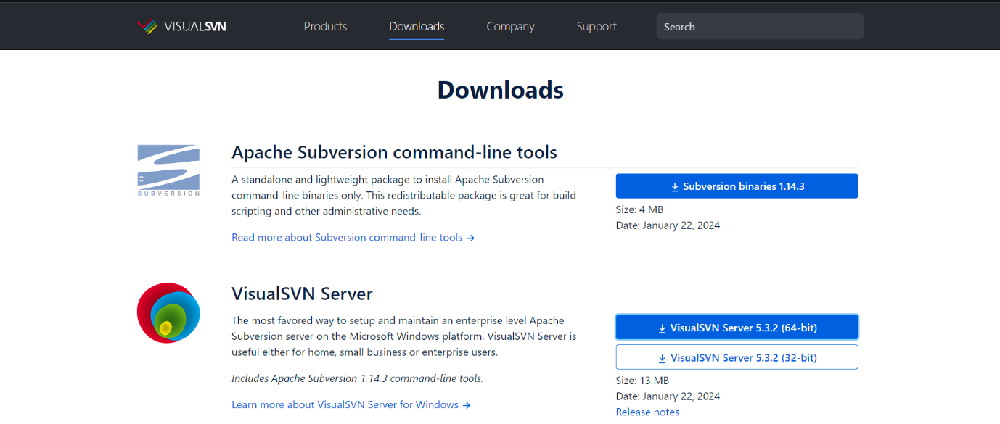 VISUALSVN
Products
Downloads
Company
Support
Search
Downloads
SUBVERSION
Apache Subversion command-line tools
A standalone and lightweight package to install Apache Subversion
command-line binaries only. This redistributable package is great for build
scripting and other administrative needs.
Read more about Subversion command-line tools →
Subversion binaries 1.14.3
Size: 4 MB
Date: January 22, 2024
VisualSVN Server
The most favored way to setup and maintain an enterprise level Apache
Subversion server on the Microsoft Windows platform. VisualSVN Server is
useful either for home, small business or enterprise users.
Includes Apache Subversion 1.14.3 command-line tools.
Learn more about VisualSVN Server for Windows →
VisualSVN Server 5.3.2 (64-bit)
VisualSVN Server 5.3.2 (32-bit)
Size: 13 MB
Date: January 22, 2024
Release notes